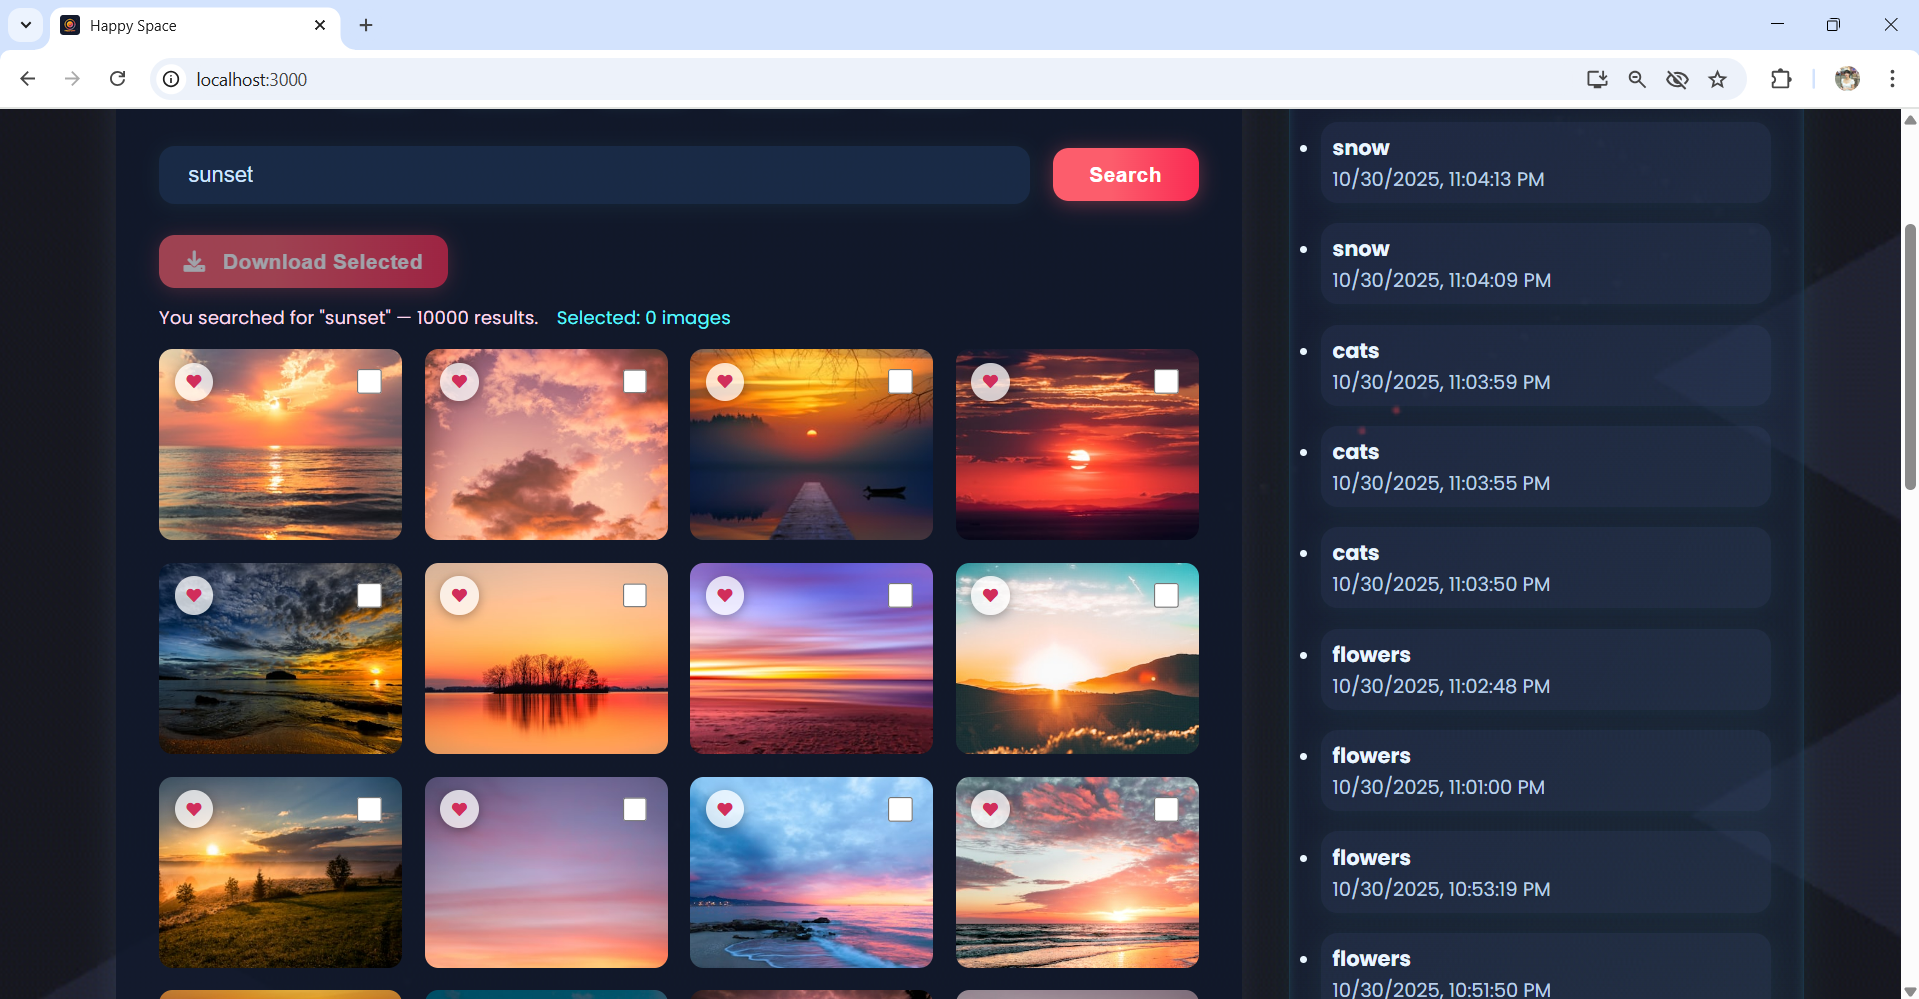 Happy Space
localhost:3000
sunset
Search
Download Selected
You searched for "sunset" — 10000 results. Selected: 0 images
snow
10/30/2025, 11:04:13 PM
snow
10/30/2025, 11:04:09 PM
cats
10/30/2025, 11:03:59 PM
cats
10/30/2025, 11:03:55 PM
cats
10/30/2025, 11:03:50 PM
flowers
10/30/2025, 11:02:48 PM
flowers
10/30/2025, 11:01:00 PM
flowers
10/30/2025, 10:53:19 PM
flowers
10/30/2025, 10:51:50 PM